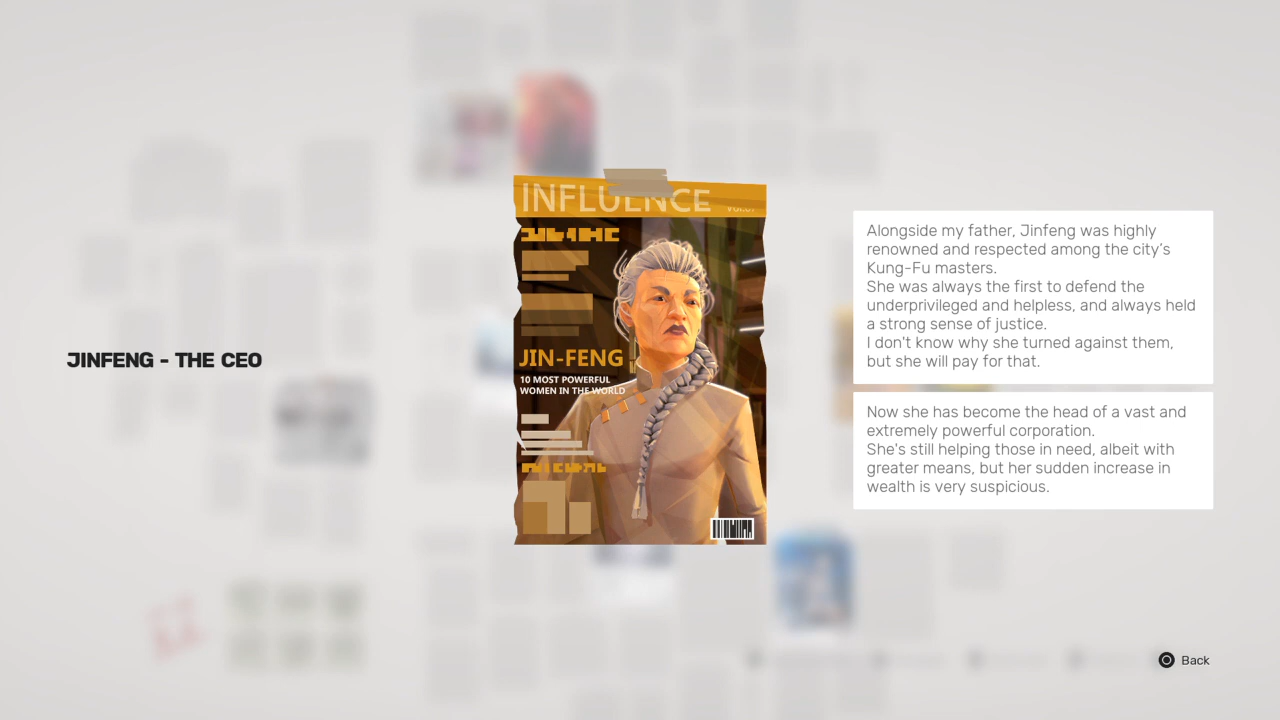 INFLUENCE
JIN-FENG
10 MOST POWERFUL
WOMEN IN THE WORLD
JINFENG - THE CEO
Alongside my father, Jinfeng was highly
renowned and respected among the city's
Kung-Fu masters.
She was always the first to defend the
underprivileged and helpless, and always held
a strong sense of justice.
I don't know why she turned against them,
but she will pay for that.
Now she has become the head of a vast and
extremely powerful corporation.
She's still helping those in need, albeit with
greater means, but her sudden increase in
wealth is very suspicious.
Back